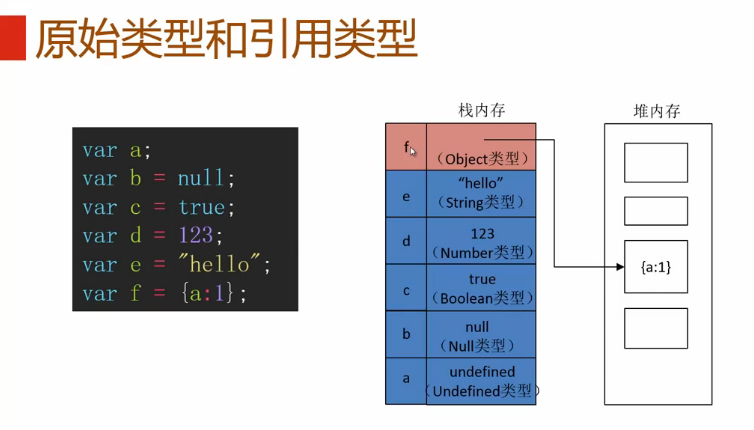 原始类型和引用类型
var a;
var b = null;
var c = true;
var d = 123;
var e = "hello";
var f = {a:1};
栈内存
f
（Object类型）
e
“hello”
（String类型）
d
123
（Number类型）
c
true
（Boolean类型）
b
null
（Null类型）
a
undefined
（Undefined类型）
堆内存
{a:1}